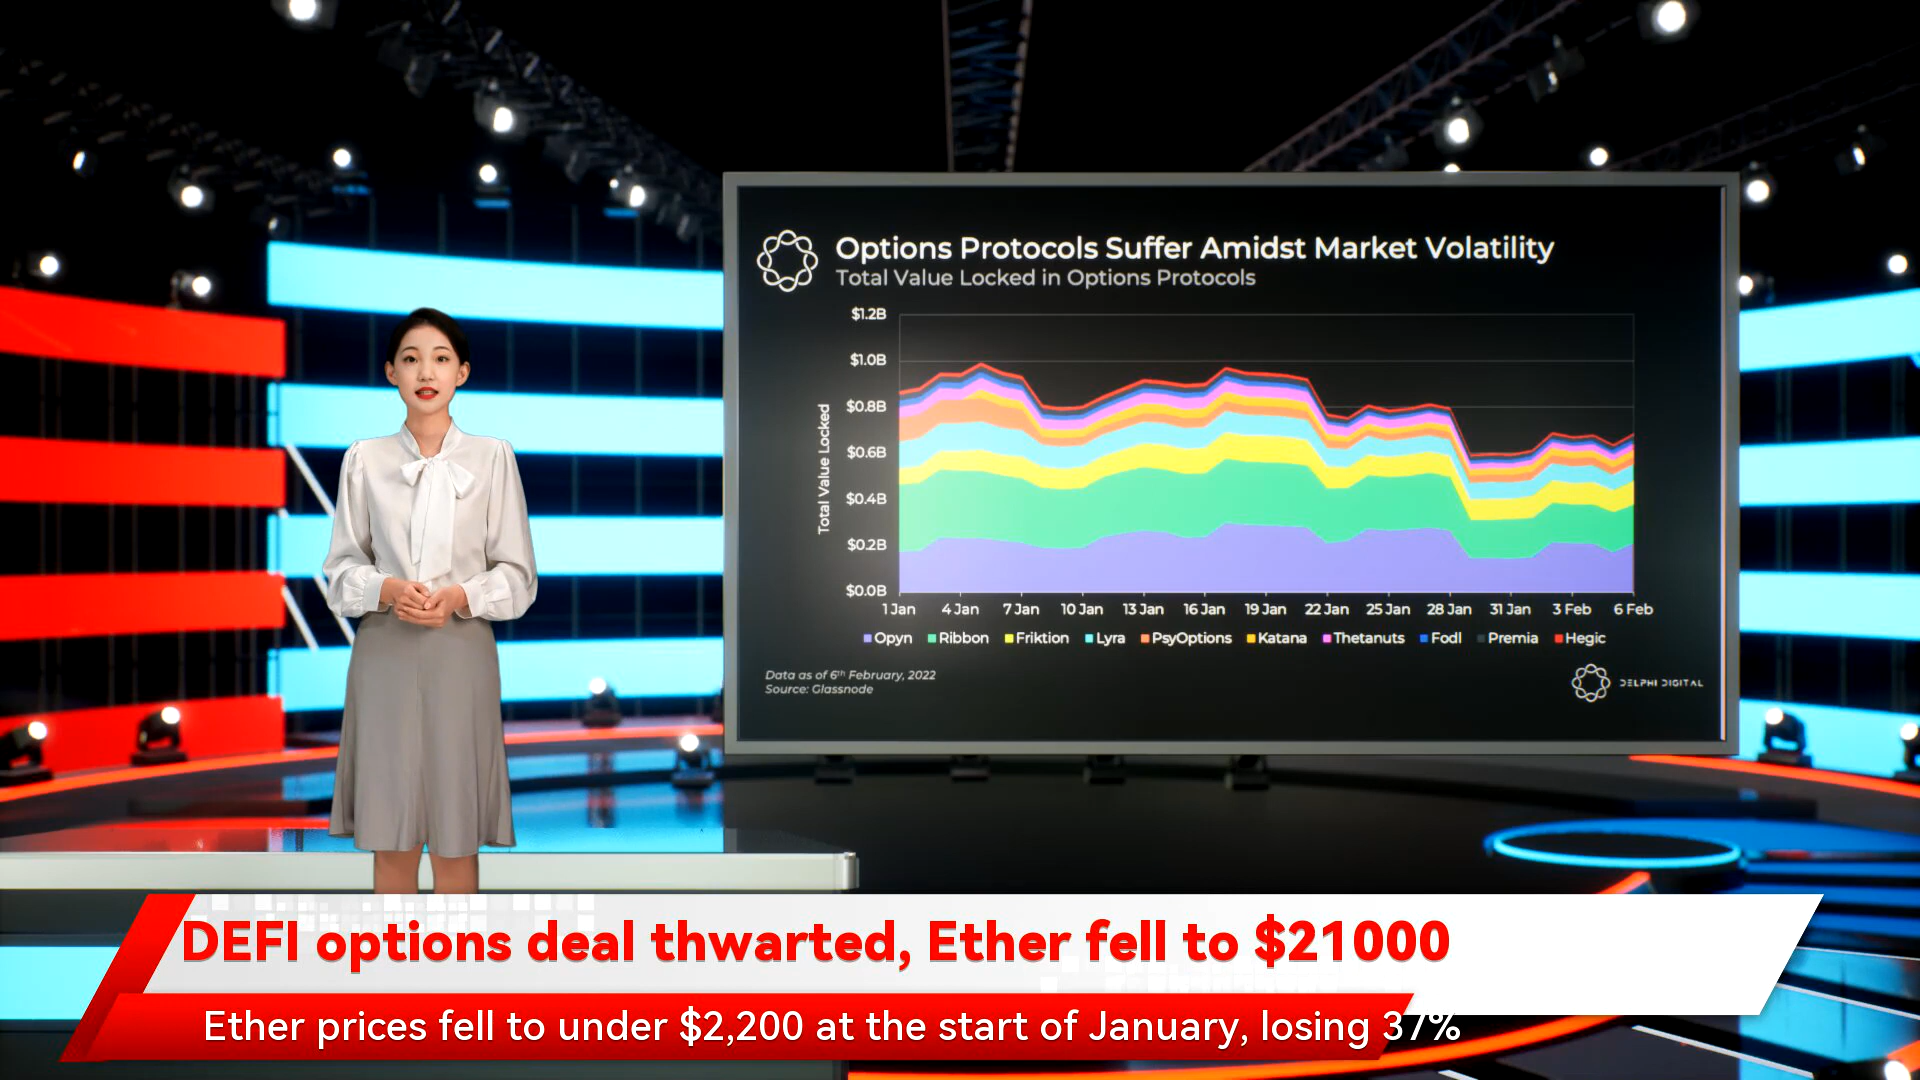 Options Protocols Suffer Amidst Market Volatility
Total Value Locked in Options Protocols
Total Value Locked
$1.2B
$1.0B
$0.8B
$0.6B
$0.4B
$0.2B
$0.0B
1 Jan 4 Jan 7 Jan 10 Jan 13 Jan 16 Jan 19 Jan 22 Jan 25 Jan 28 Jan 31 Jan 3 Feb 6 Feb
Opyn Ribbon Friktion Lyra PsyOptions Katana Thetanuts Fodl Premia Hegic
Data as of 6th February, 2022
Source: Glassnode
DELPHI DIGITAL
DEFI options deal thwarted, Ether fell to $21000
Ether prices fell to under $2,200 at the start of January, losing 37%